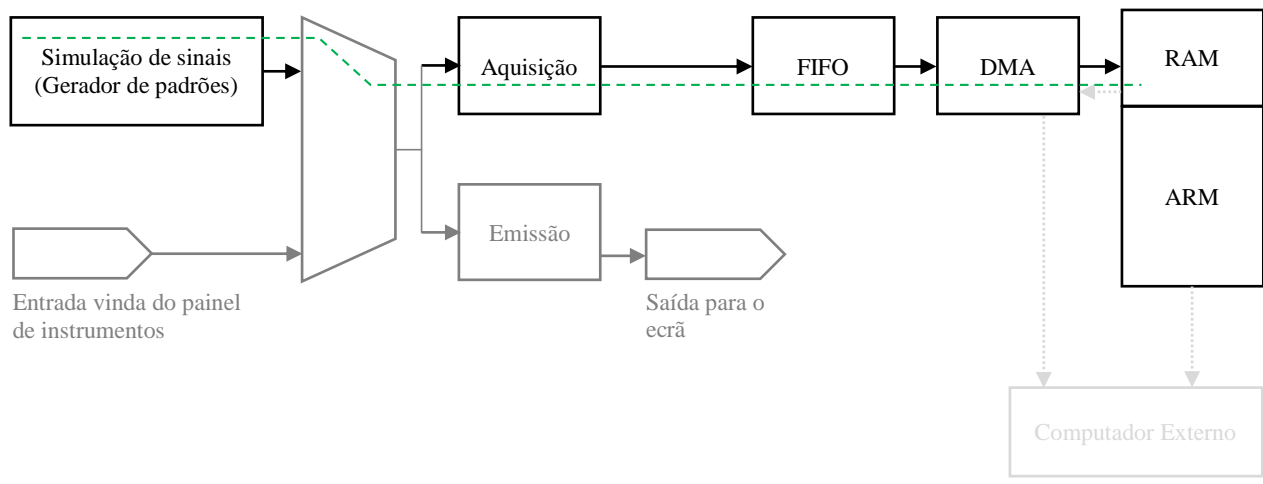 Simulação de sinais
(Gerador de padrões)
Aquisição
FIFO
DMA
RAM
ARM
Emissão
Entrada vinda do painel
de instrumentos
Saída para o
ecrã
Computador Externo